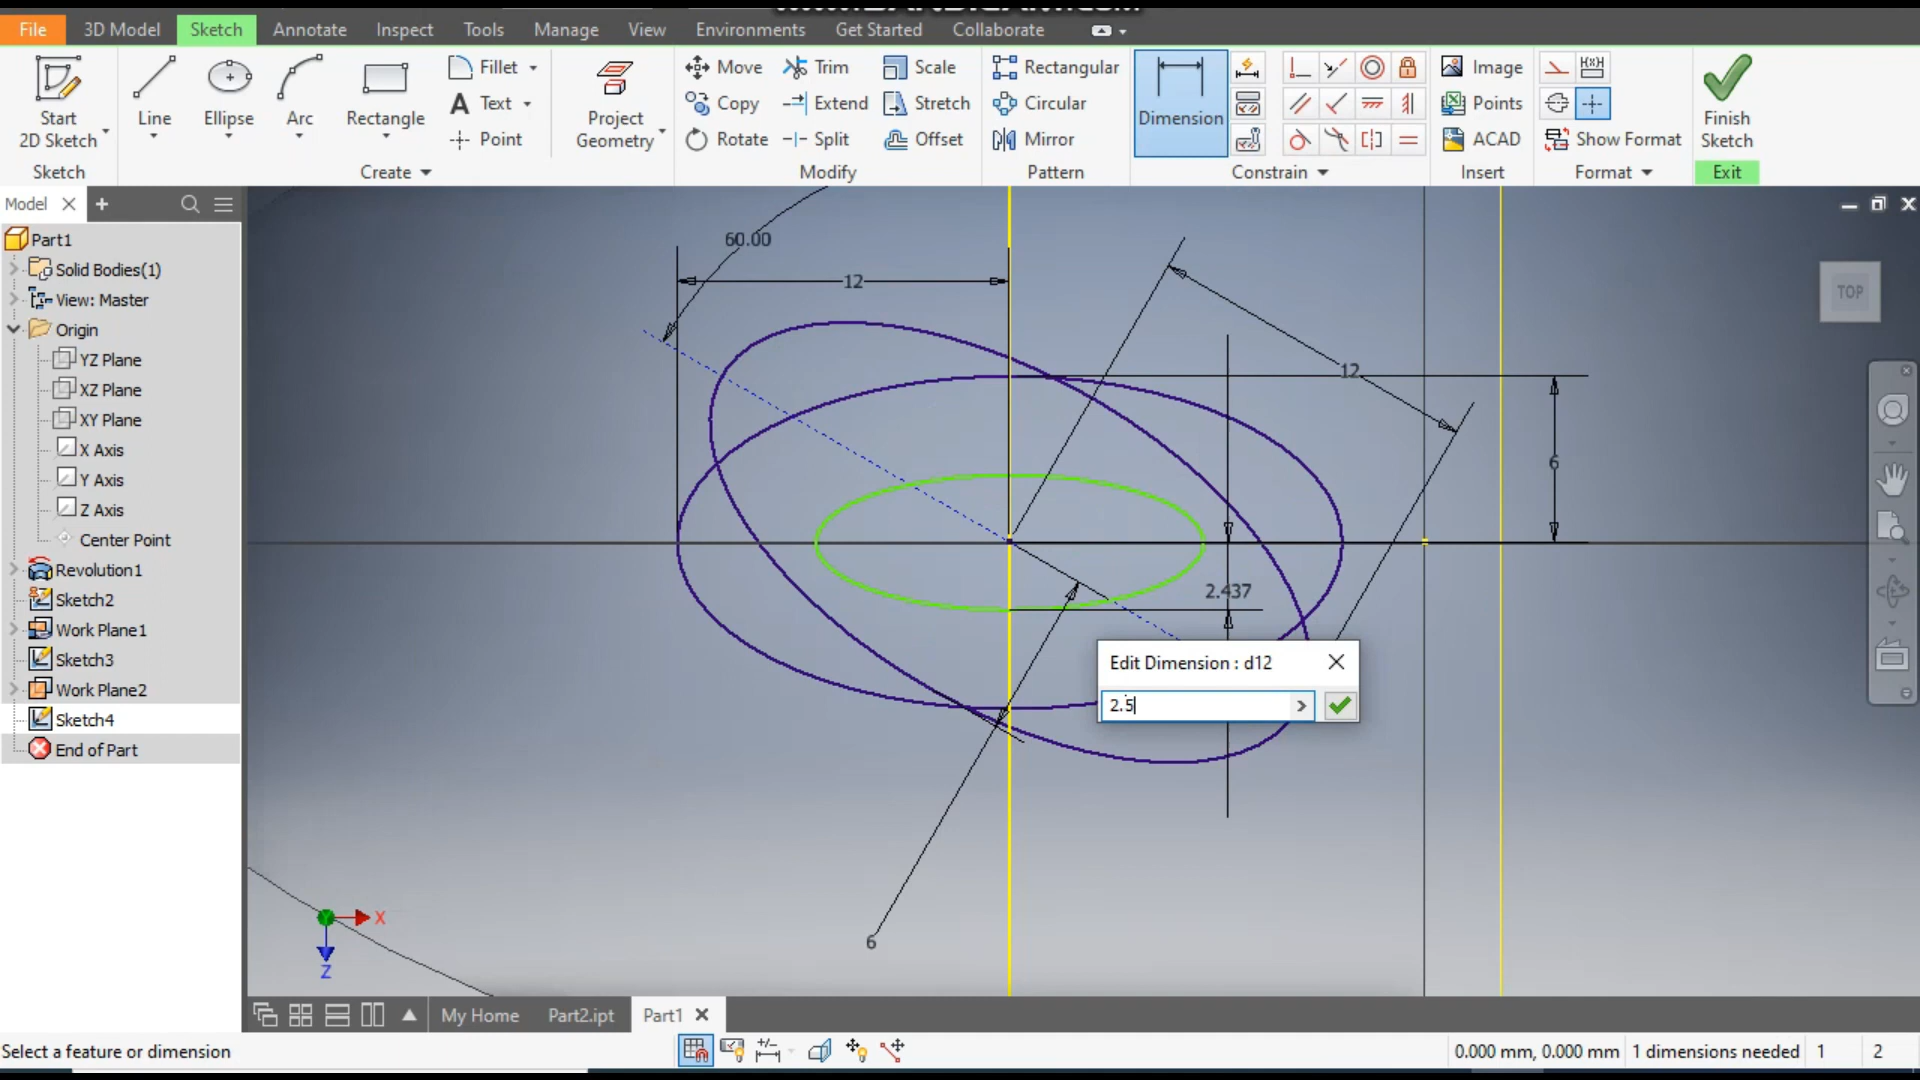 File 3D Model Sketch Annotate Inspect Tools Manage View Environments Get Started Collaborate
Start
2D Sketch
Line
Ellipse
Arc
Rectangle
Fillet
Text
Point
Project
Geometry
Move
Copy
Rotate
Trim
Extend
Split
Scale
Stretch
Offset
Rectangular
Circular
Mirror
Dimension
Image
Points
ACAD
Show Format
Finish
Sketch
Sketch
Create
Modify
Pattern
Constrain
Insert
Format
Exit
Model
Part1
Solid Bodies(1)
View: Master
Origin
YZ Plane
XZ Plane
XY Plane
X Axis
Y Axis
Z Axis
Center Point
Revolution1
Sketch2
Work Plane1
Sketch3
Work Plane2
Sketch4
End of Part
60.00
12
12
6
2.437
6
TOP
Edit Dimension : d12
2.5
X
Z
My Home
Part2.ipt
Part1
Select a feature or dimension
0.000 mm, 0.000 mm
1 dimensions needed
1
2